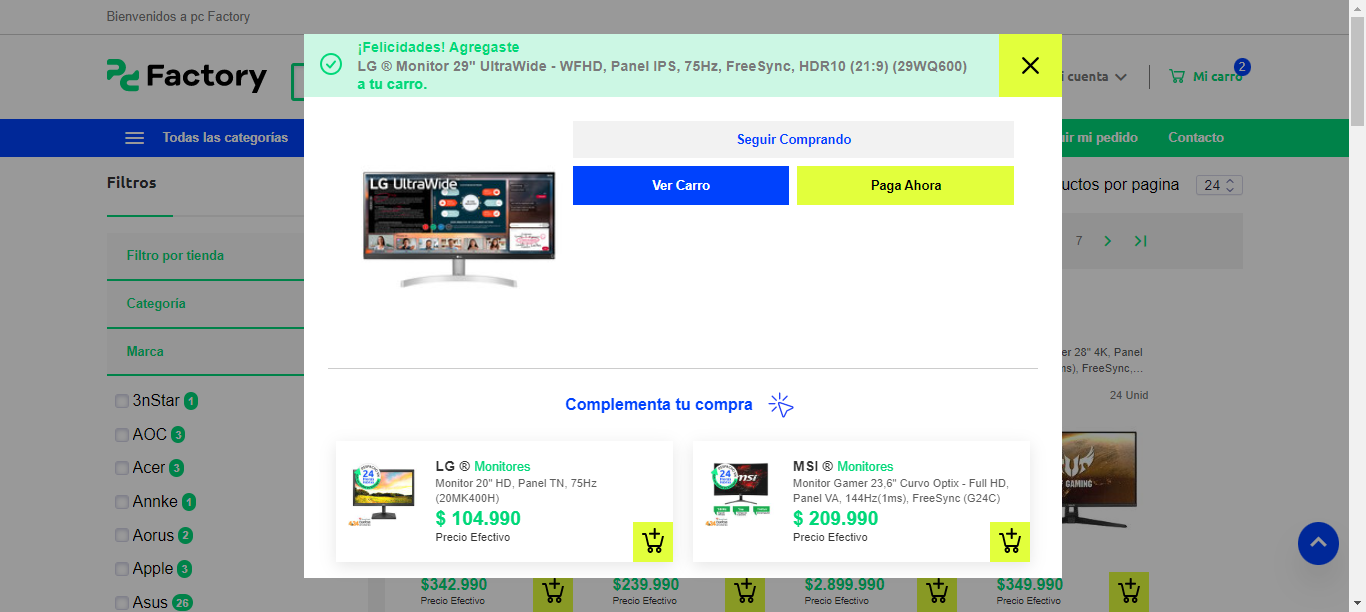 Bienvenidos a pc Factory
¡Felicidades! Agregaste
LG ® Monitor 29" UltraWide - WFHD, Panel IPS, 75Hz, FreeSync, HDR10 (21:9) (29WQ600)
a tu carro.
Factory
cuenta
Mi carro
2
Todas las categorías
mi pedido
Contacto
Seguir Comprando
Ver Carro
Paga Ahora
LG UltraWide
Filtros
por pagina
24
Filtro por tienda
7
Categoría
Marca
28" 4K, Panel
FreeSync,...
24 Unid
3nStar 1
AOC 3
Acer 3
Annke 1
Aorus 2
Apple 3
Asus 26
Complementa tu compra
LG ® Monitores
Monitor 20" HD, Panel TN, 75Hz
(20MK400H)
$ 104.990
Precio Efectivo
24
MSI ® Monitores
Monitor Gamer 23,6" Curvo Optix - Full HD,
Panel VA, 144Hz(1ms), FreeSync (G24C)
$ 209.990
Precio Efectivo
24
msi
GAMING
$342.990
Precio Efectivo
$239.990
Precio Efectivo
$2.899.990
Precio Efectivo
$349.990
Precio Efectivo